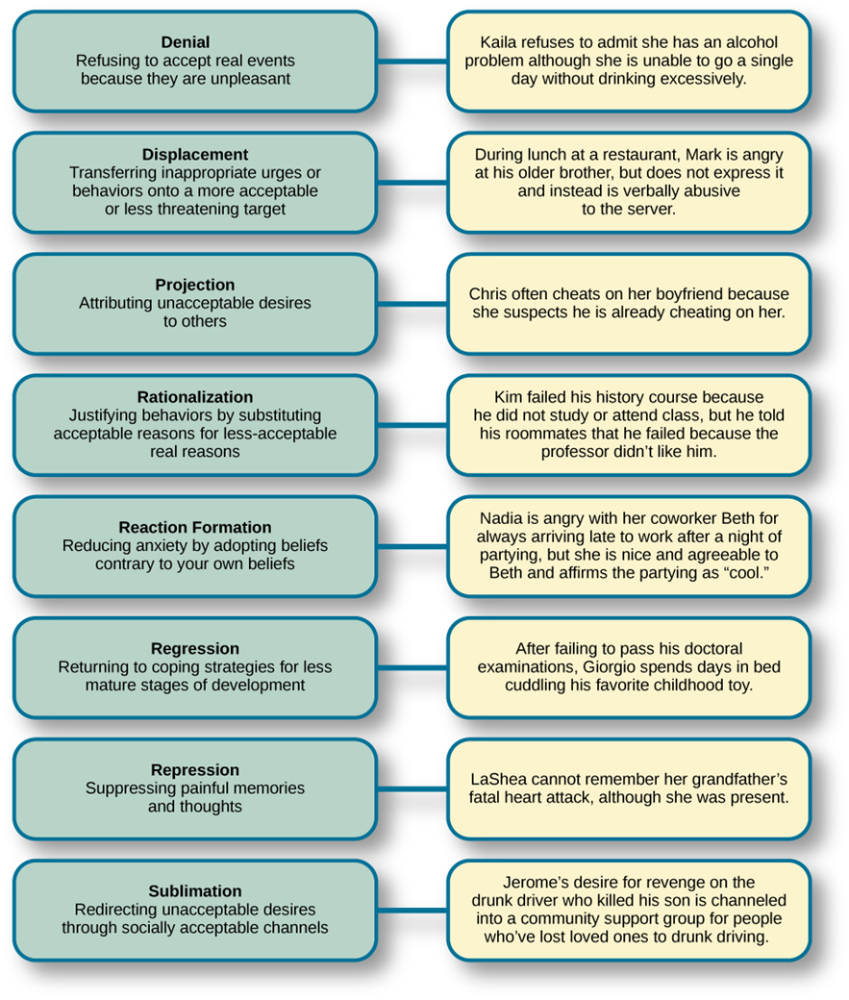 Denial
Refusing to accept real events
because they are unpleasant
Kaila refuses to admit she has an alcohol
problem although she is unable to go a single
day without drinking excessively.
Displacement
Transferring inappropriate urges or
behaviors onto a more acceptable
or less threatening target
During lunch at a restaurant, Mark is angry
at his older brother, but does not express it
and instead is verbally abusive
to the server.
Projection
Attributing unacceptable desires
to others
Chris often cheats on her boyfriend because
she suspects he is already cheating on her.
Rationalization
Justifying behaviors by substituting
acceptable reasons for less-acceptable
real reasons
Kim failed his history course because
he did not study or attend class, but he told
his roommates that he failed because the
professor didn’t like him.
Reaction Formation
Reducing anxiety by adopting beliefs
contrary to your own beliefs
Nadia is angry with her coworker Beth for
always arriving late to work after a night of
partying, but she is nice and agreeable to
Beth and affirms the partying as “cool.”
Regression
Returning to coping strategies for less
mature stages of development
After failing to pass his doctoral
examinations, Giorgio spends days in bed
cuddling his favorite childhood toy.
Repression
Suppressing painful memories
and thoughts
LaShea cannot remember her grandfather’s
fatal heart attack, although she was present.
Sublimation
Redirecting unacceptable desires
through socially acceptable channels
Jerome’s desire for revenge on the
drunk driver who killed his son is channeled
into a community support group for people
who’ve lost loved ones to drunk driving.